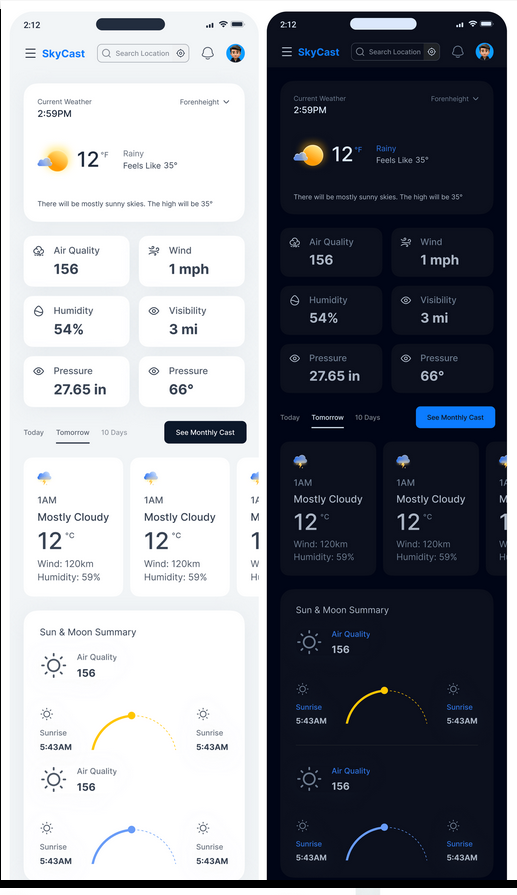 2:12
SkyCast
Search Location
Current Weather
Forenheight
2:59PM
12 °F
Rainy
Feels Like 35°
There will be mostly sunny skies. The high will be 35°
Air Quality
156
Wind
1 mph
Humidity
54%
Visibility
3 mi
Pressure
27.65 in
Pressure
66°
Today
Tomorrow
10 Days
See Monthly Cast
1AM
Mostly Cloudy
12 °C
Wind: 120km
Humidity: 59%
1AM
Mostly Cloudy
12 °C
Wind: 120km
Humidity: 59%
Sun & Moon Summary
Air Quality
156
Sunrise
5:43AM
Sunrise
5:43AM
Air Quality
156
Sunrise
5:43AM
Sunrise
5:43AM
2:12
SkyCast
Search Location
Current Weather
Forenheight
2:59PM
12 °F
Rainy
Feels Like 35°
There will be mostly sunny skies. The high will be 35°
Air Quality
156
Wind
1 mph
Humidity
54%
Visibility
3 mi
Pressure
27.65 in
Pressure
66°
Today
Tomorrow
10 Days
See Monthly Cast
1AM
Mostly Cloudy
12 °C
Wind: 120km
Humidity: 59%
1AM
Mostly Cloudy
12 °C
Wind: 120km
Humidity: 59%
Sun & Moon Summary
Air Quality
156
Sunrise
5:43AM
Sunrise
5:43AM
Air Quality
156
Sunrise
5:43AM
Sunrise
5:43AM